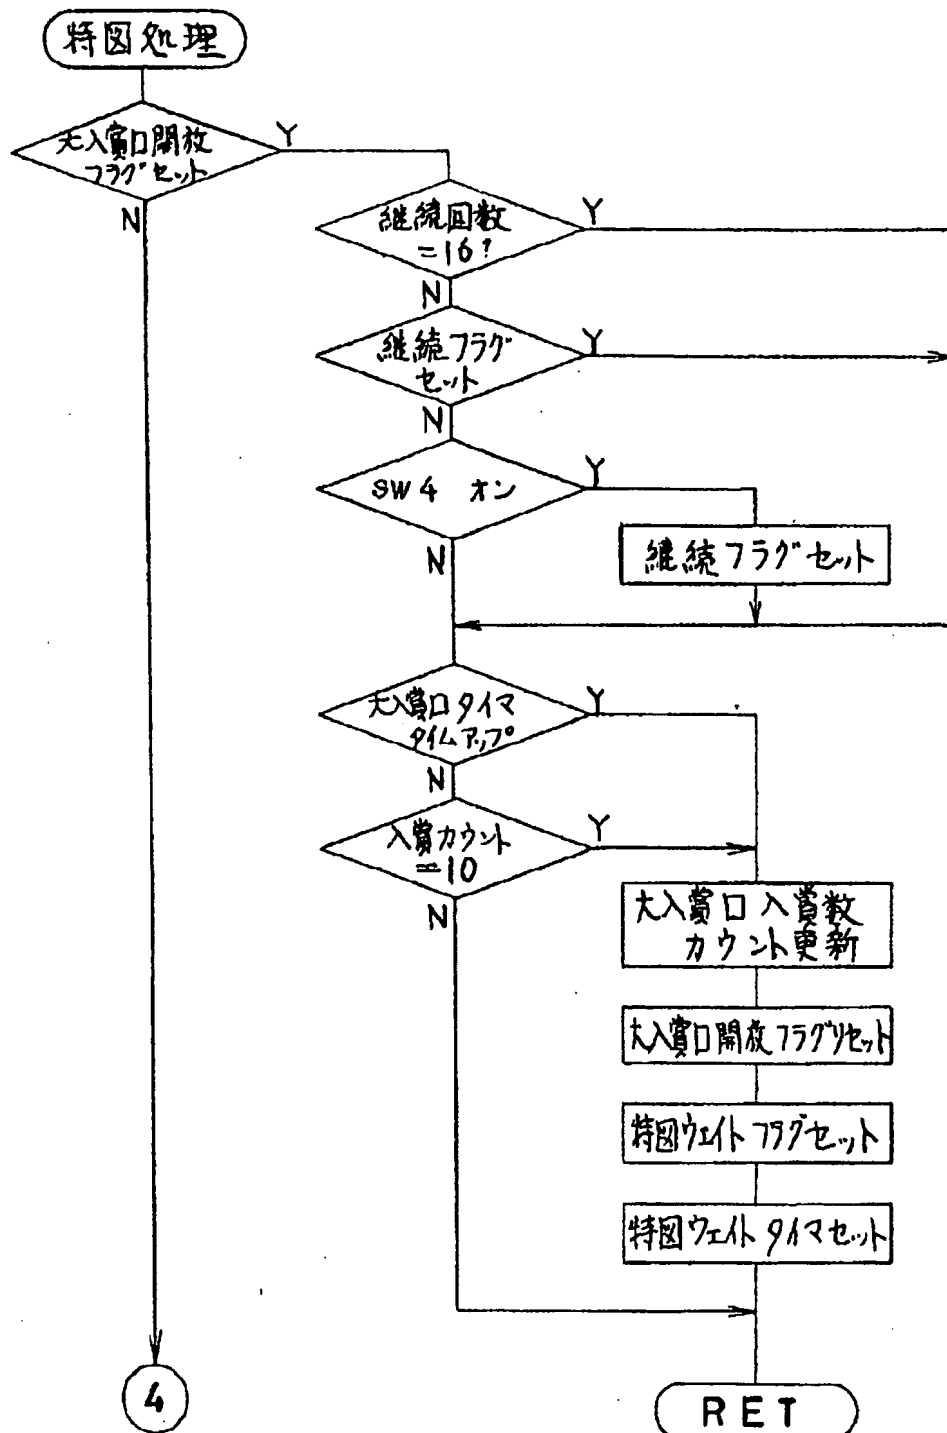 特図処理
大入賞口開放
フラグセット
Y
N
継続回数
=16?
Y
N
継続フラグ
セット
Y
N
SW4 オン
Y
N
継続フラグセット
大入賞口タイマ
タイムアップ
Y
N
入賞カウント
=10
Y
N
大入賞口入賞数
カウント更新
大入賞口開放フラグリセット
特図ウェイトフラグセット
特図ウェイトタイマセット
4
RET